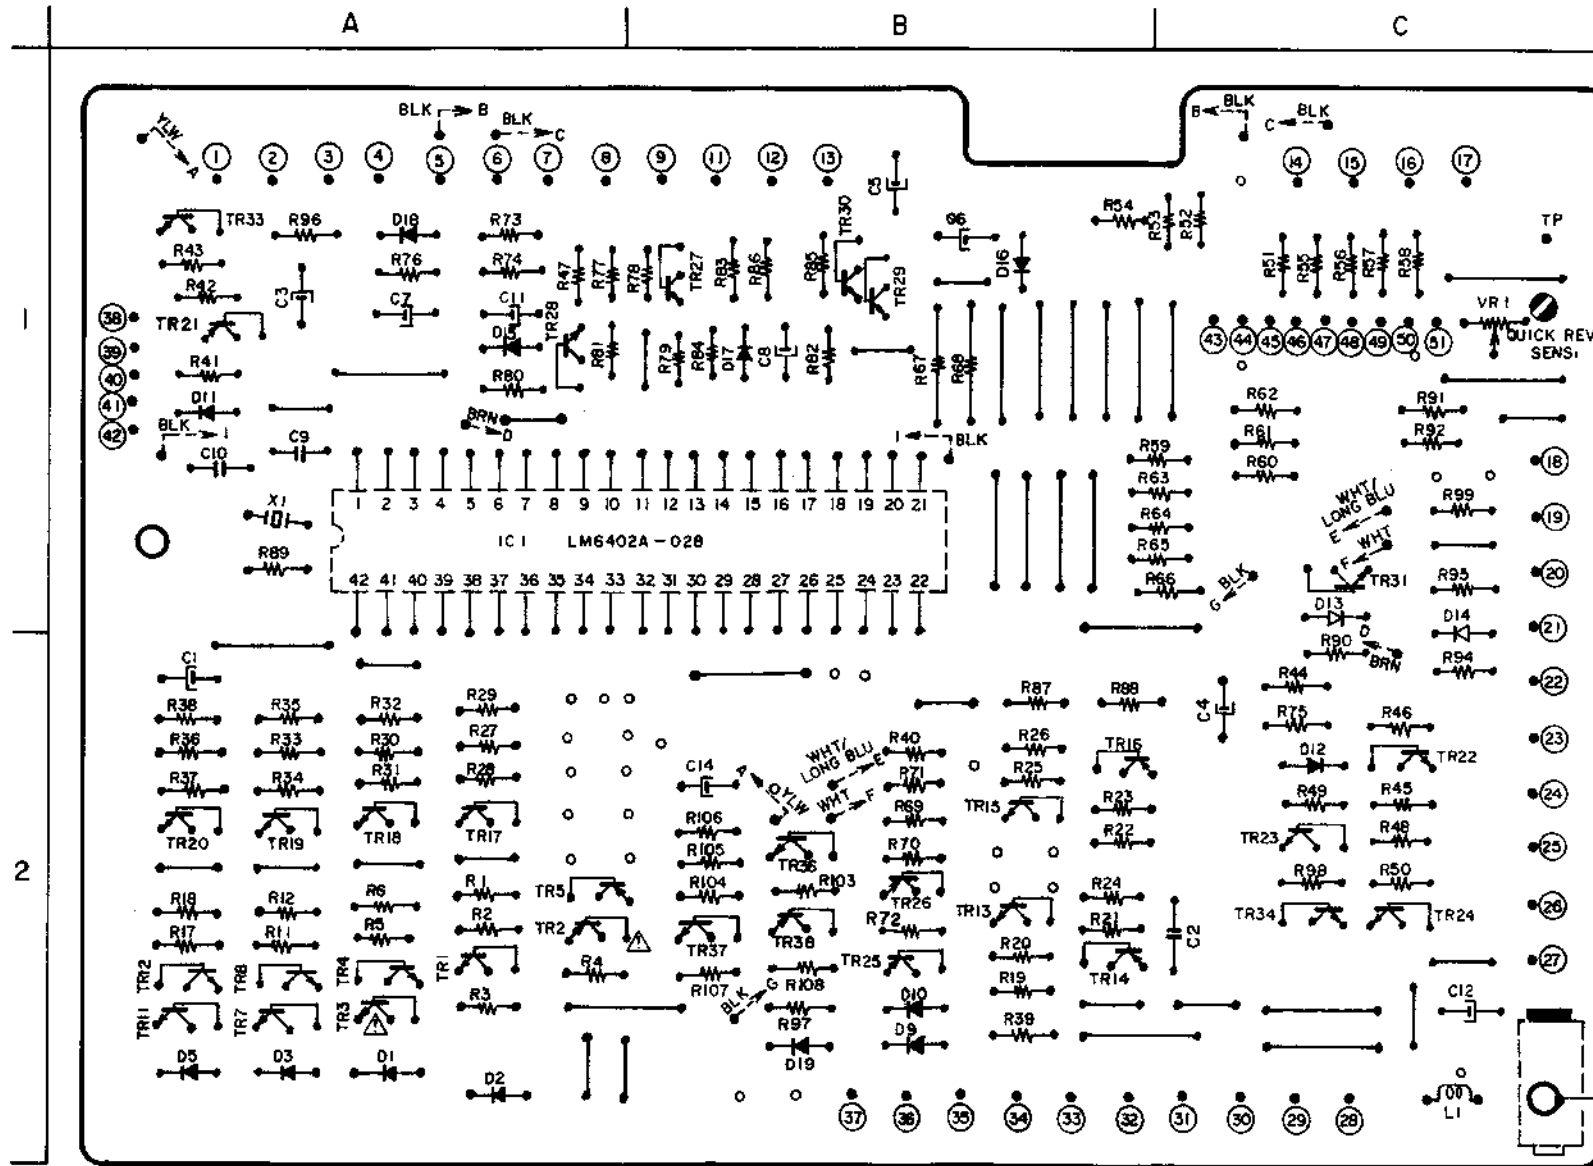 A B C
BLK B BLK C B BLK C BLK
YLW A
1 2 3 4 5 6 7 8 9 11 12 13 14 15 16 17
C5 TR30
TR33 R96 D18 R73 C6 R54 R53 R52 TP
R43 R76 R74 R47 R77 R78 TR27 R83 R86 R85 TR29 D16 R51 R55 R56 R57 R58
R42 C3 C7 C11 TR28 VR1
1
38 TR21 D15 R81 R79 R84 D17 C8 R82 R67 R68 43 44 45 46 47 48 49 50 51 QUICK REV
SENS.
39 R41 R80
40 D11
41 BLK I BRN D I BLK R62 R91
42 C10 C9 R59 R61 R92 18
R63 R60
1 2 3 4 5 6 7 8 9 10 11 12 13 14 15 16 17 18 19 20 21
X1 R64 WHT/
LONG BLU E R99 19
IC1 LM6402A-028 R65 F WHT
R89 R66 G BLK TR31 R95 20
42 41 40 39 38 37 36 35 34 33 32 31 30 29 28 27 26 25 24 23 22
D13 D14 21
C1 R90 D BRN R94
R38 R35 R32 R29 R87 R88 C4 R44 22
R36 R33 R30 R27 R40 R26 TR16 R75 R46 23
R37 R34 R31 R28 C14 A YLW WHT/
LONG BLU E R71 R25 D12 TR22
WHT F R69 TR15 R23 R49 R45 24
TR20 TR19 TR18 TR17 R106 TR36 R70 R22 TR23 R48 25
2
R105
R18 R12 R6 R1 TR5 R104 R103 TR26 R24 R98 R50
R17 R11 R5 R2 TR2 TR37 TR38 R72 TR13 R21 C2 TR34 TR24 26
TR12 TR8 TR4 TR1 R4 R107 R108 TR25 R20 TR14 27
TR11 TR7 TR3 R3 BLK G R97 D10 R19 C12
D5 D3 D1 D2 D19 D9 R39
37 36 35 34 33 32 31 30 29 28 L1